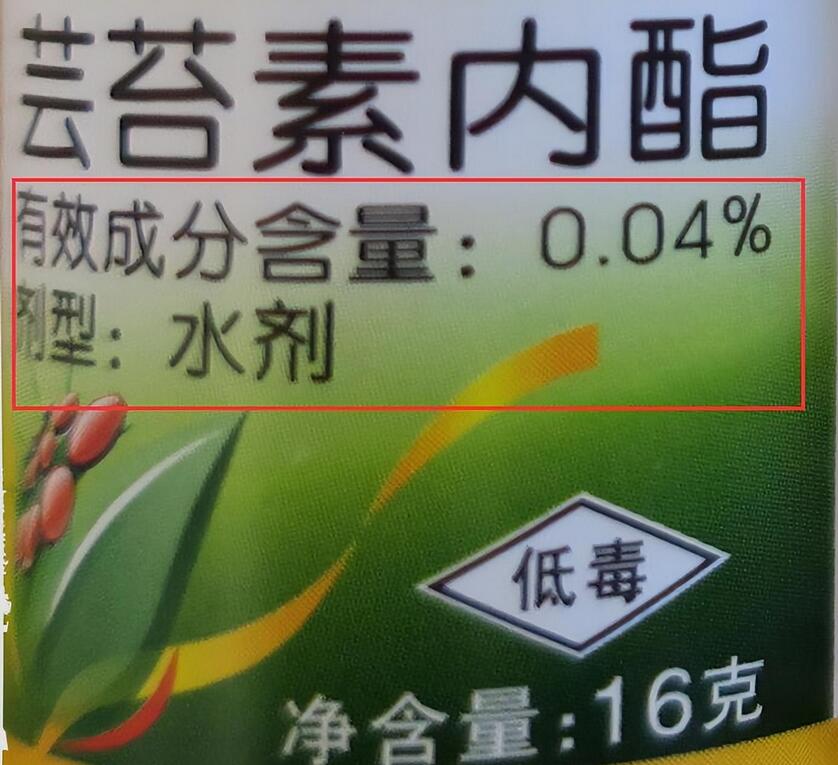 芸苔素内酯
有效成分含量：0.04%
剂型：水剂
低毒
净含量:16克